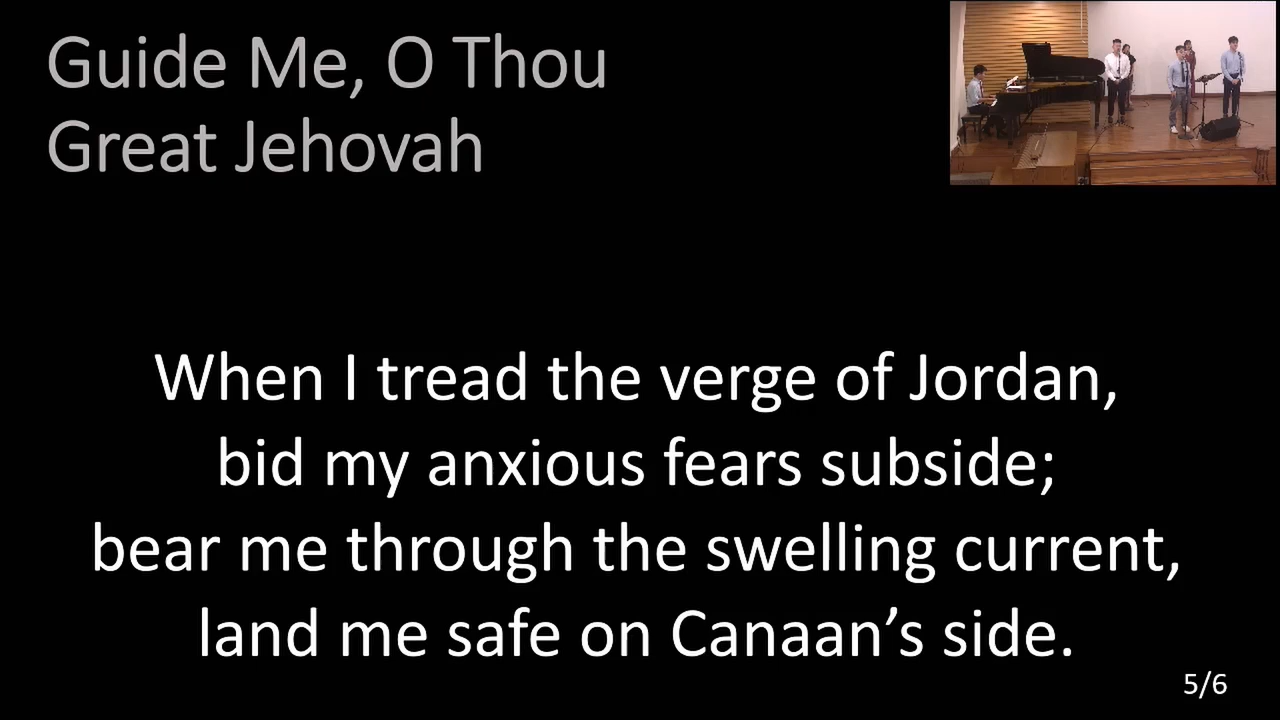 Guide Me, O Thou
Great Jehovah
When I tread the verge of Jordan,
bid my anxious fears subside;
bear me through the swelling current,
land me safe on Canaan’s side.
5/6